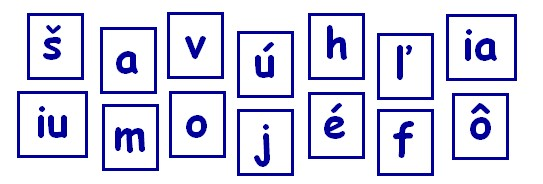 š a v ú h ľ ia
iu m o j é f ô